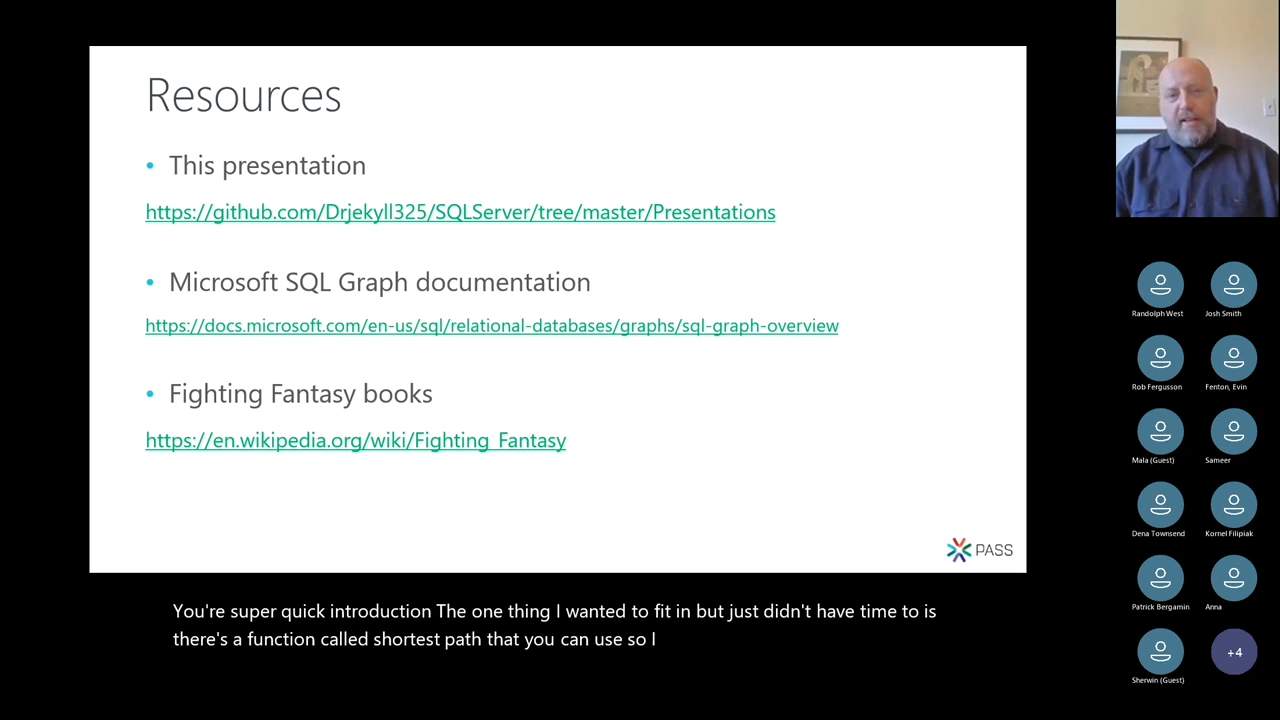 Resources
• This presentation
https://github.com/Drjekyll325/SQLServer/tree/master/Presentations
• Microsoft SQL Graph documentation
https://docs.microsoft.com/en-us/sql/relational-databases/graphs/sql-graph-overview
• Fighting Fantasy books
https://en.wikipedia.org/wiki/Fighting_Fantasy
PASS
You're super quick introduction The one thing I wanted to fit in but just didn't have time to is
there's a function called shortest path that you can use so I
Randolph West
Josh Smith
Rob Fergusson
Fenton, Evin
Mala (Guest)
Sameer
Dena Townsend
Kornel Filipiak
Patrick Bergamin
Anna
Sherwin (Guest)
+4